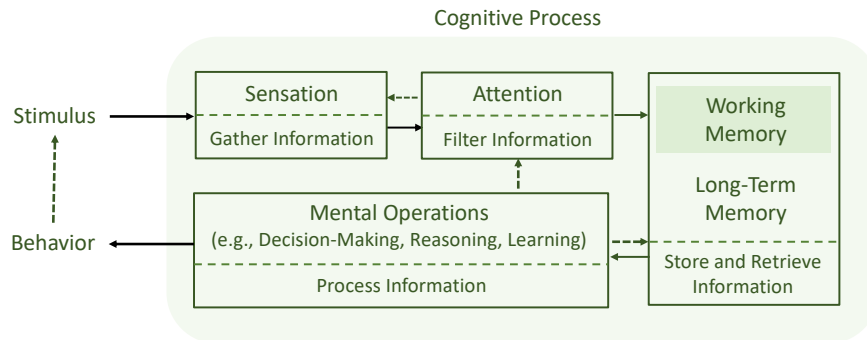 Cognitive Process
Sensation
Gather Information
Attention
Filter Information
Working
Memory
Long-Term
Memory
Store and Retrieve
Information
Stimulus
Behavior
Mental Operations
(e.g., Decision-Making, Reasoning, Learning)
Process Information